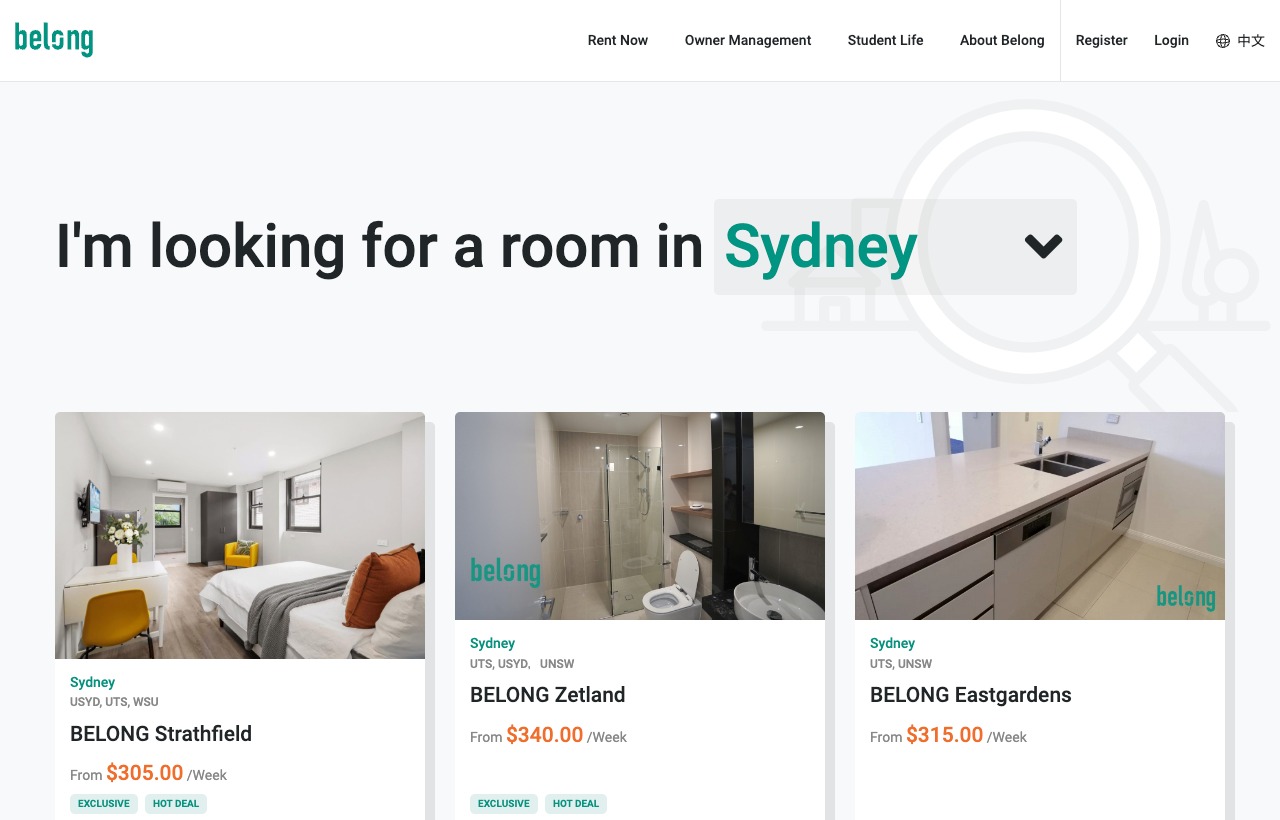 belong
Rent Now
Owner Management
Student Life
About Belong
Register
Login
中文
I'm looking for a room in Sydney
belong
belong
Sydney
USYD, UTS, WSU
BELONG Strathfield
From $305.00 /Week
EXCLUSIVE
HOT DEAL
Sydney
UTS, USYD, UNSW
BELONG Zetland
From $340.00 /Week
EXCLUSIVE
HOT DEAL
Sydney
UTS, UNSW
BELONG Eastgardens
From $315.00 /Week